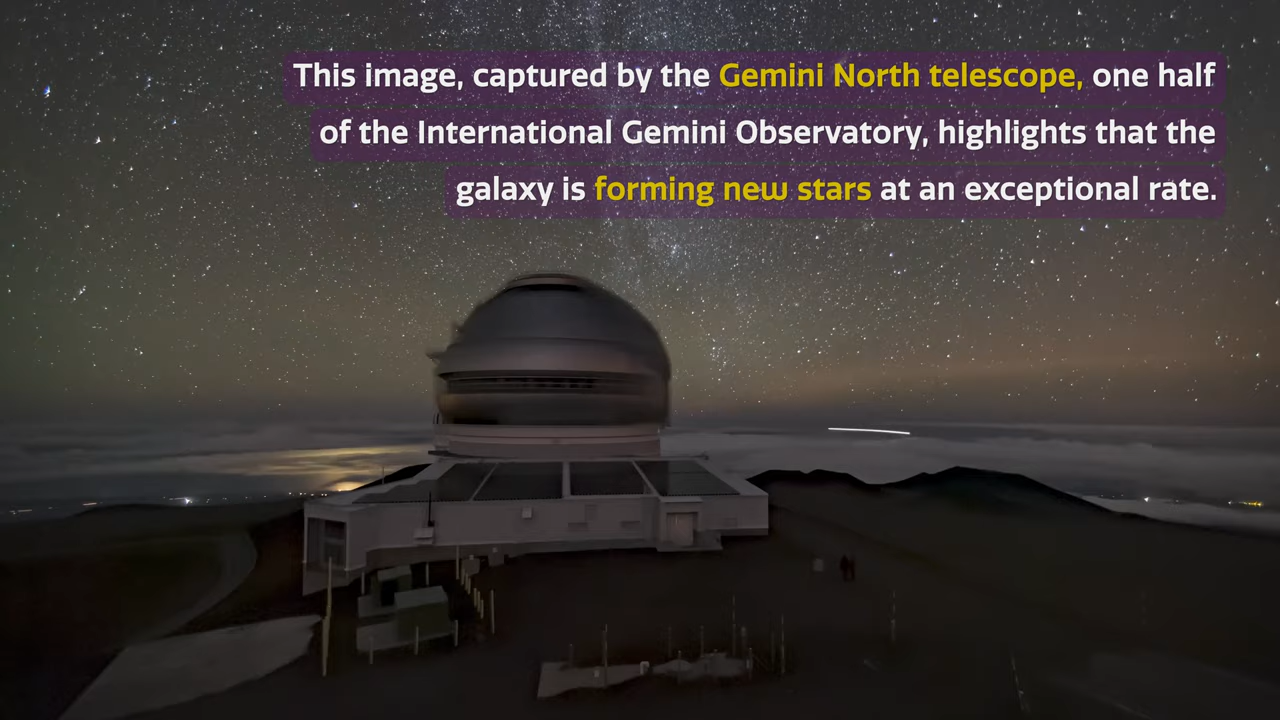 This image, captured by the Gemini North telescope, one half
of the International Gemini Observatory, highlights that the
galaxy is forming new stars at an exceptional rate.